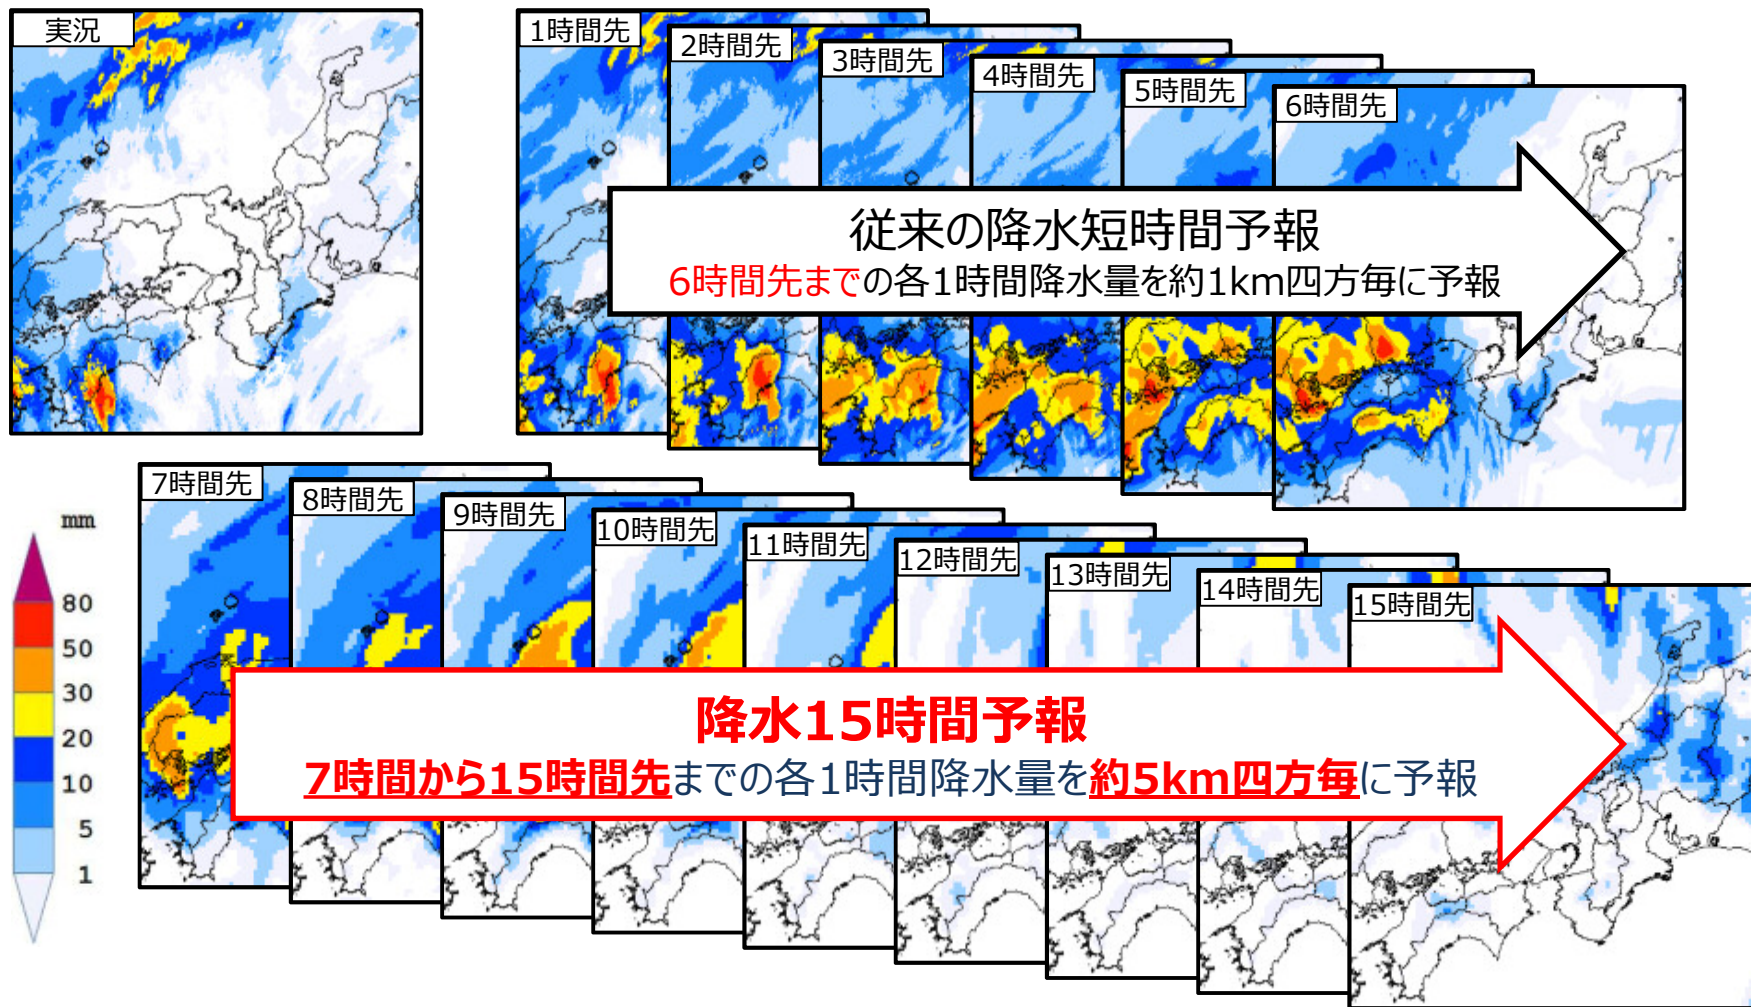 実況
1時間先
2時間先
3時間先
4時間先
5時間先
6時間先
従来の降水短時間予報
6時間先までの各1時間降水量を約1km四方毎に予報
7時間先
8時間先
9時間先
10時間先
11時間先
12時間先
13時間先
14時間先
15時間先
mm
80
50
30
20
10
5
1
降水15時間予報
7時間から15時間先までの各1時間降水量を約5km四方毎に予報